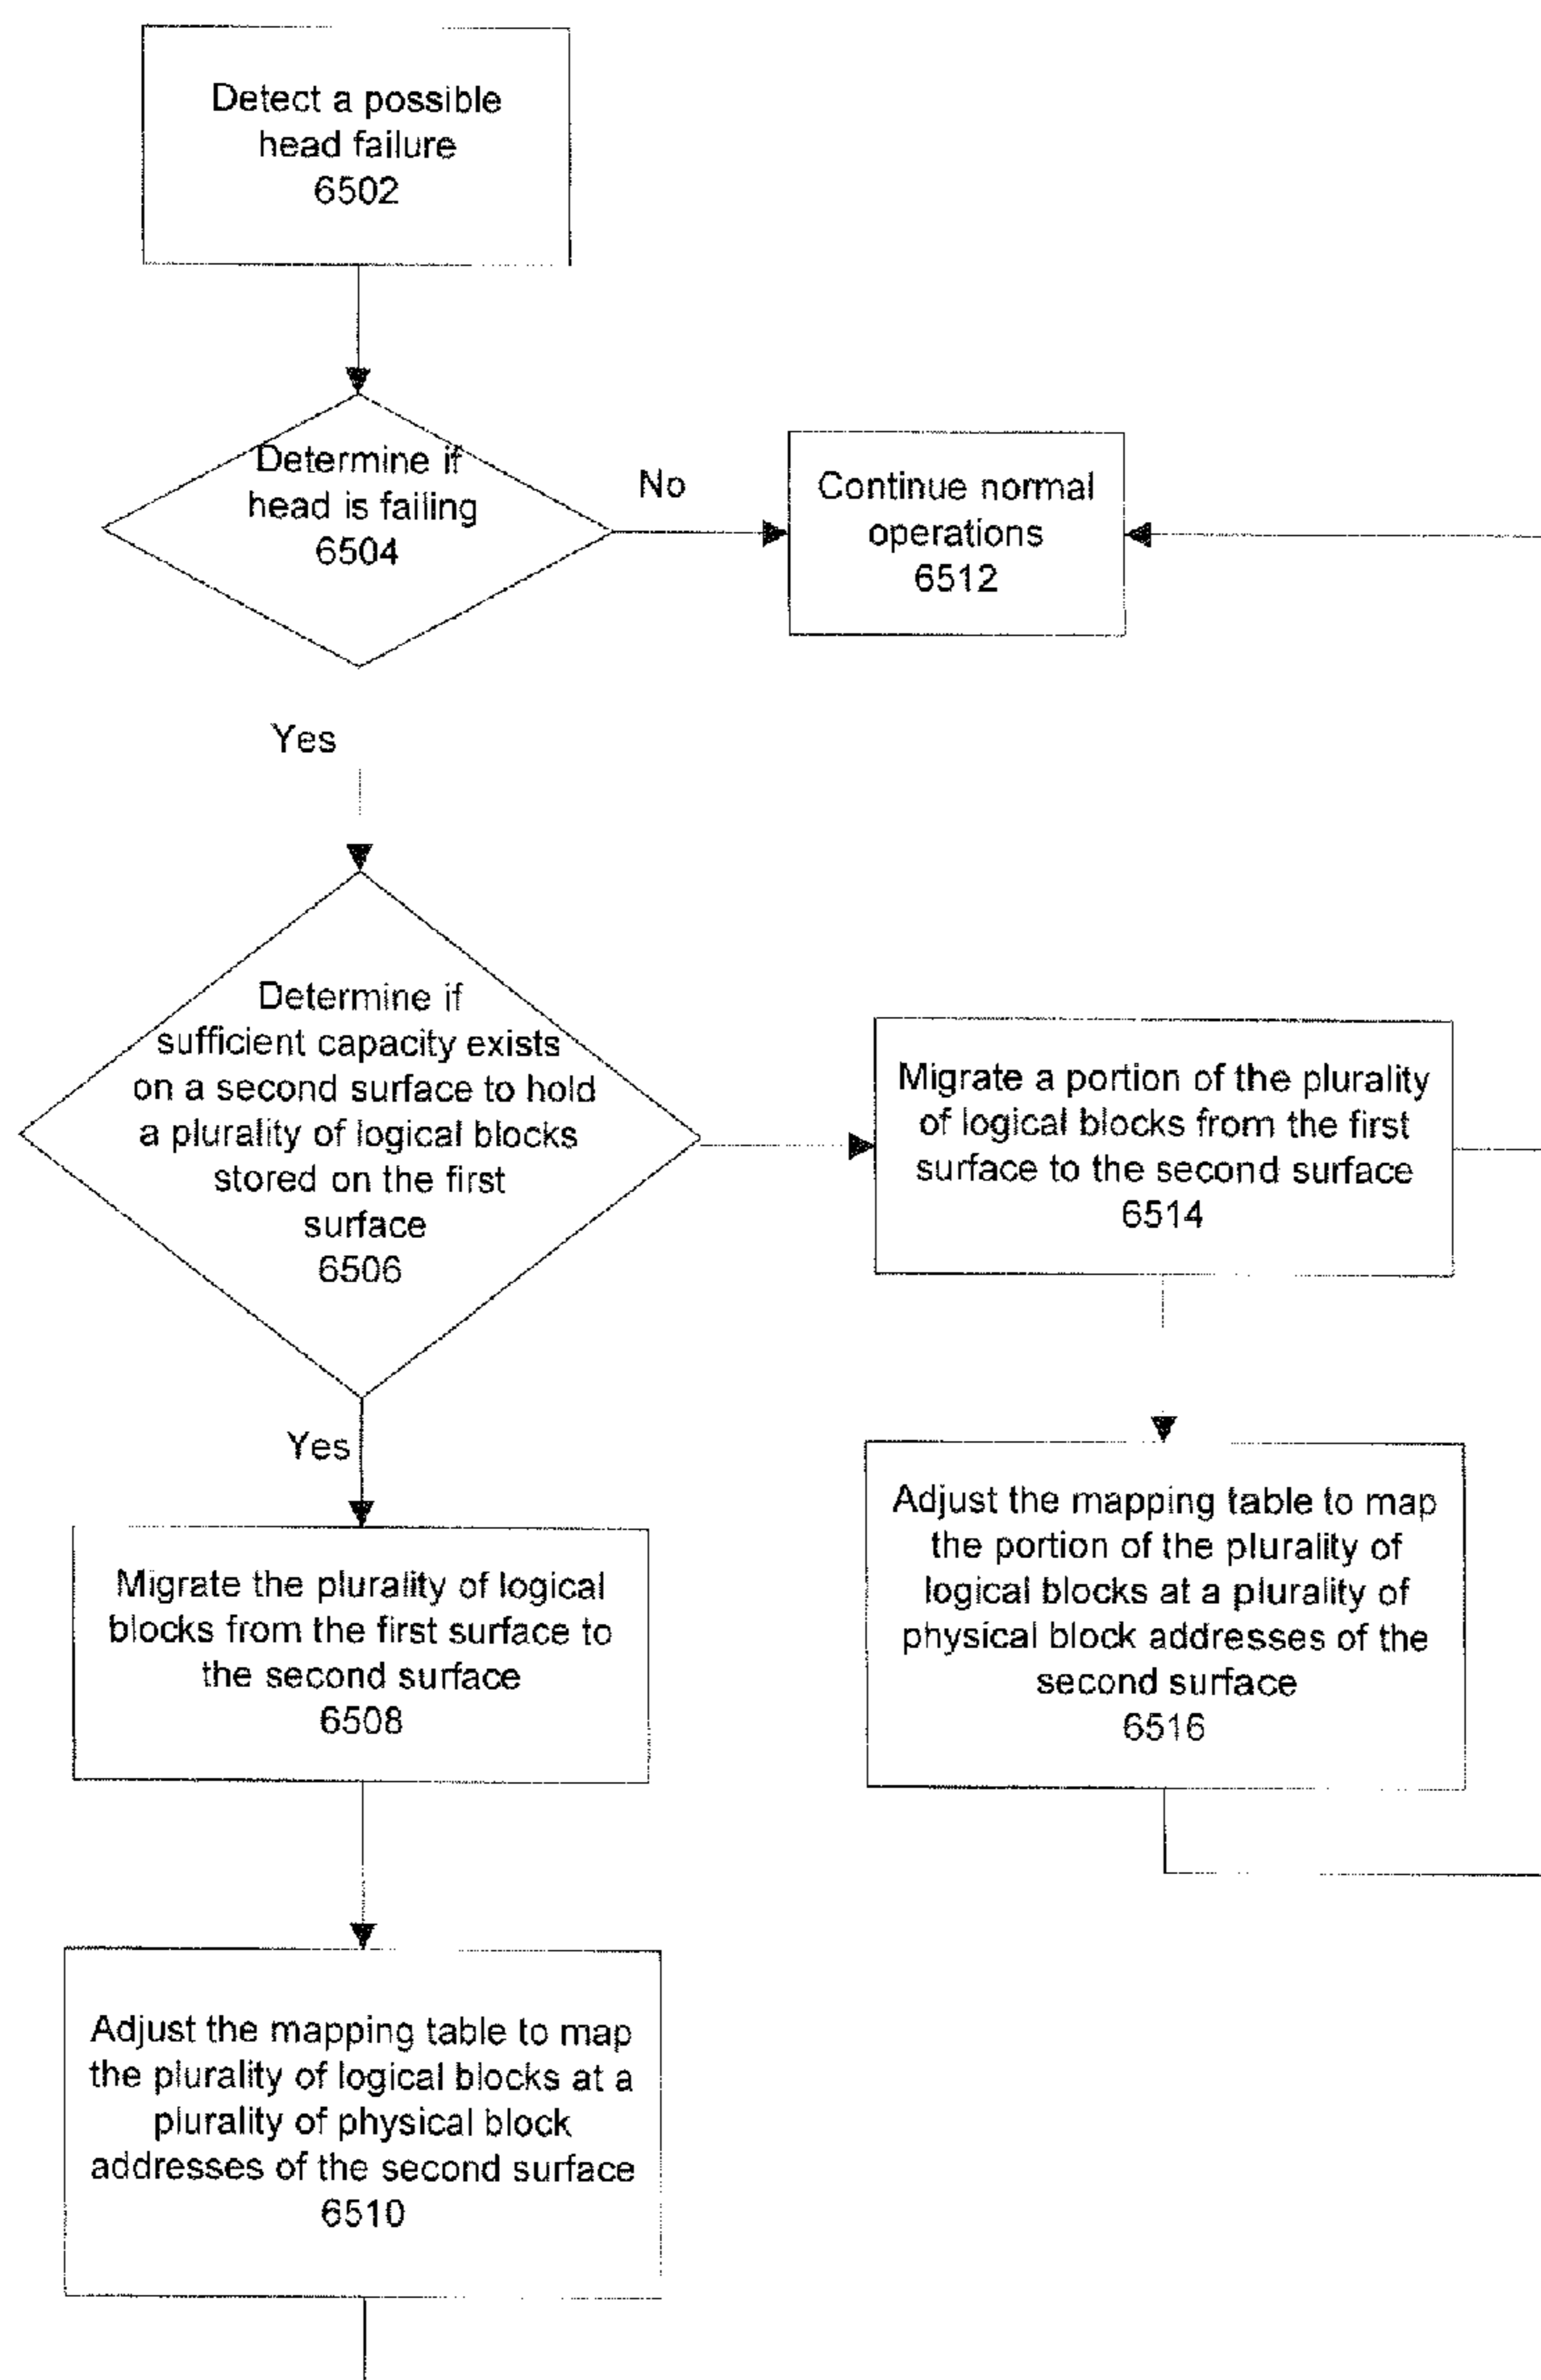 Detect a possible
head failure
6502
Determine if
head is failing
6504
No
Continue normal
operations
6512
Yes
Determine if
sufficient capacity exists
on a second surface to hold
a plurality of logical blocks
stored on the first
surface
6506
Migrate a portion of the plurality
of logical blocks from the first
surface to the second surface
6514
Yes
Migrate the plurality of logical
blocks from the first surface to
the second surface
6508
Adjust the mapping table to map
the portion of the plurality of
logical blocks at a plurality of
physical block addresses of the
second surface
6516
Adjust the mapping table to map
the plurality of logical blocks at a
plurality of physical block
addresses of the second surface
6510